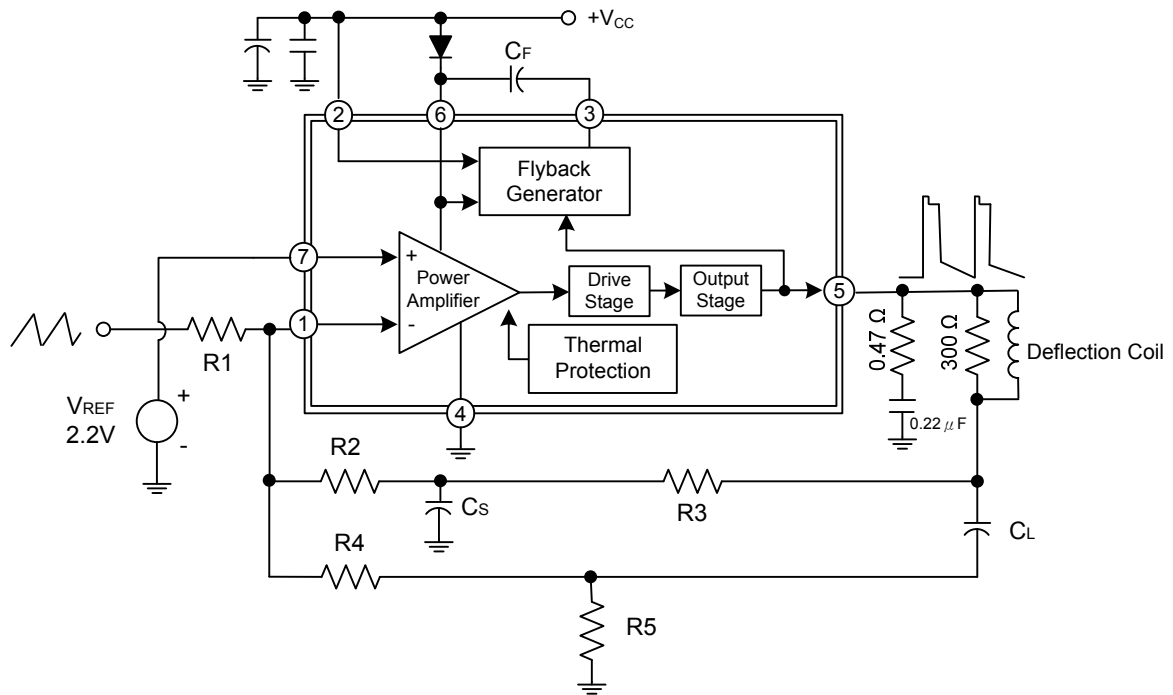 +VCC
CF
2
6
3
Flyback
Generator
7
+
Power
Amplifier
-
Drive
Stage
Output
Stage
5
1
R1
Thermal
Protection
0.47 Ω
300 Ω
Deflection Coil
VREF
2.2V
+
-
4
0.22 μF
R2
CS
R3
CL
R4
R5